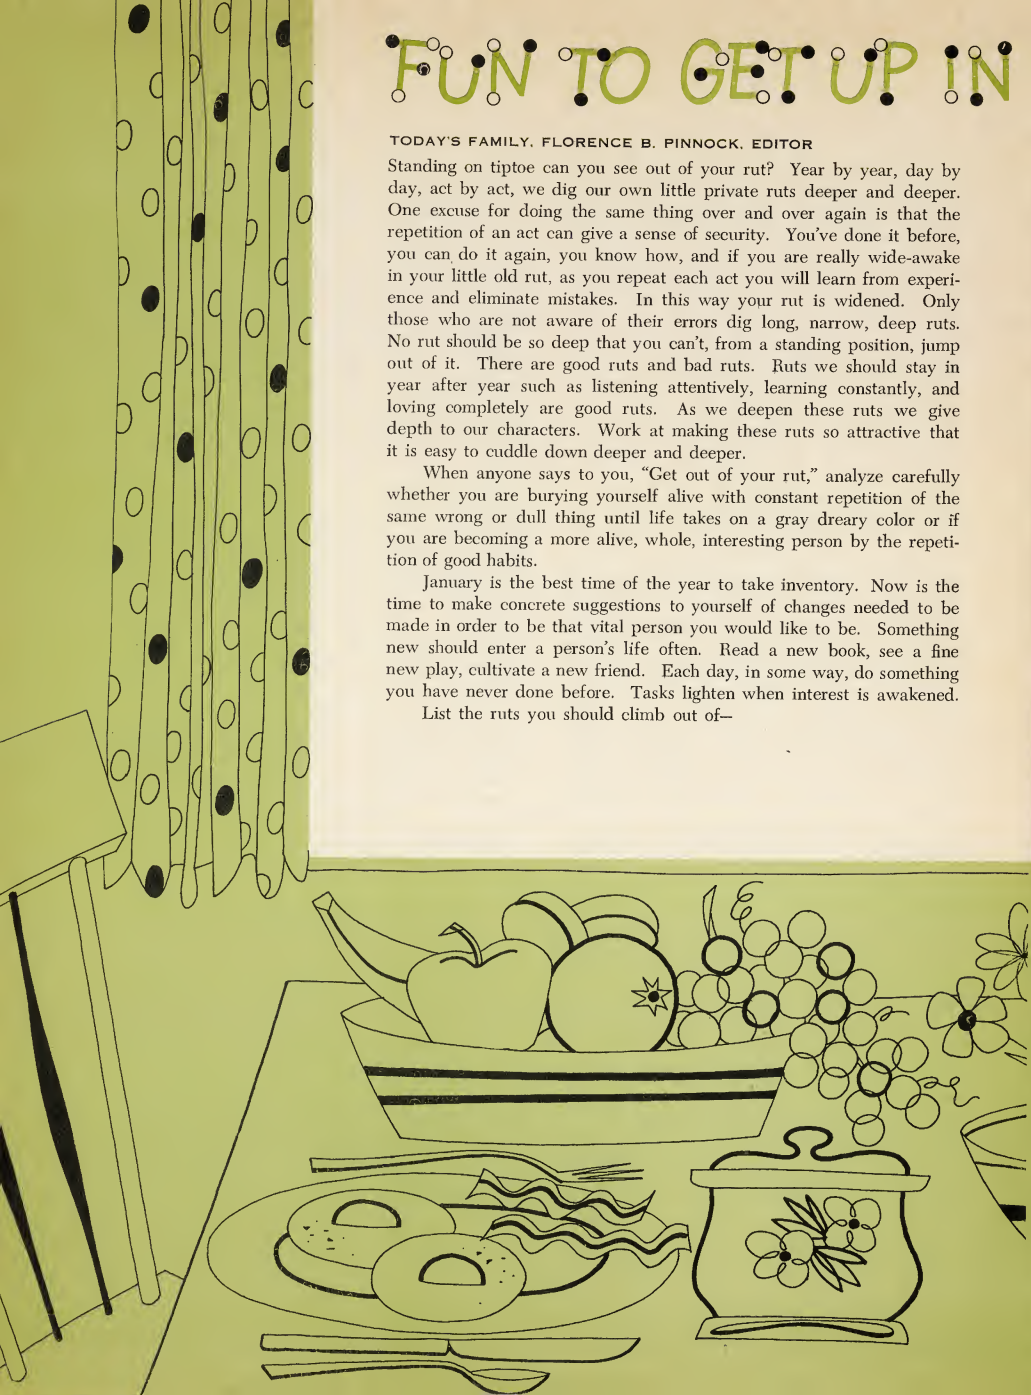 FUN TO GET UP IN
TODAY'S FAMILY, FLORENCE B. PINNOCK, EDITOR
Standing on tiptoe can you see out of your rut? Year by year, day by
day, act by act, we dig our own little private ruts deeper and deeper.
One excuse for doing the same thing over and over again is that the
repetition of an act can give a sense of security. You've done it before,
you can do it again, you know how, and if you are really wide-awake
in your little old rut, as you repeat each act you will learn from experi-
ence and eliminate mistakes. In this way your rut is widened. Only
those who are not aware of their errors dig long, narrow, deep ruts.
No rut should be so deep that you can't, from a standing position, jump
out of it. There are good ruts and bad ruts. Ruts we should stay in
year after year such as listening attentively, learning constantly, and
loving completely are good ruts. As we deepen these ruts we give
depth to our characters. Work at making these ruts so attractive that
it is easy to cuddle down deeper and deeper.
When anyone says to you, "Get out of your rut," analyze carefully
whether you are burying yourself alive with constant repetition of the
same wrong or dull thing until life takes on a gray dreary color or if
you are becoming a more alive, whole, interesting person by the repeti-
tion of good habits.
January is the best time of the year to take inventory. Now is the
time to make concrete suggestions to yourself of changes needed to be
made in order to be that vital person you would like to be. Something
new should enter a person's life often. Read a new book, see a fine
new play, cultivate a new friend. Each day, in some way, do something
you have never done before. Tasks lighten when interest is awakened.
List the ruts you should climb out of—